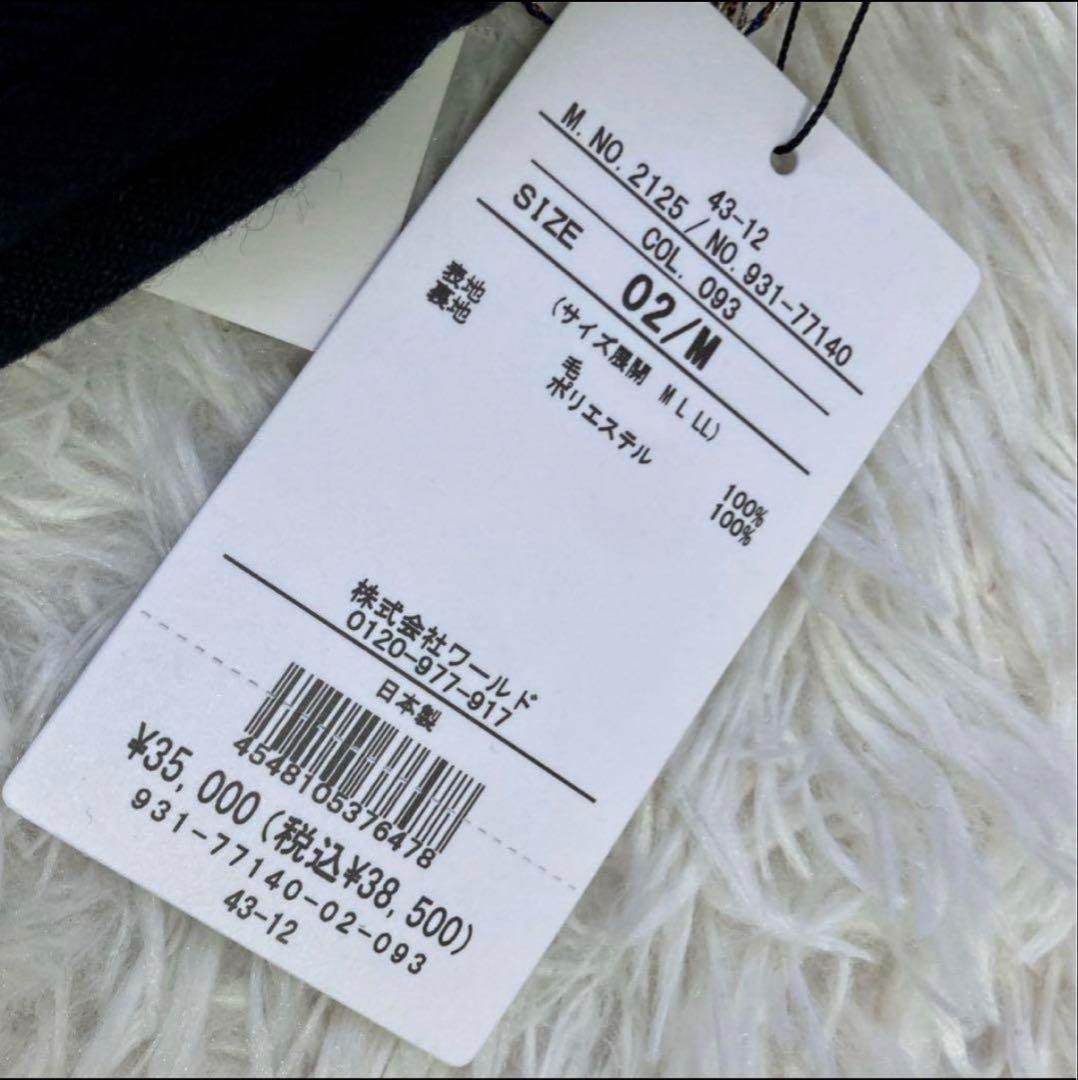 43-12
M.NO.2125/NO.931-77140
COL. 093
SIZE 02/M
(サイズ展開 M L LL)
表地 毛 100%
裏地 ポリエステル 100%
株式会社ワールド
0120-977-917
日本製
4548105376478
¥35,000(税込¥38,500)
931-77140-02-093
43-12